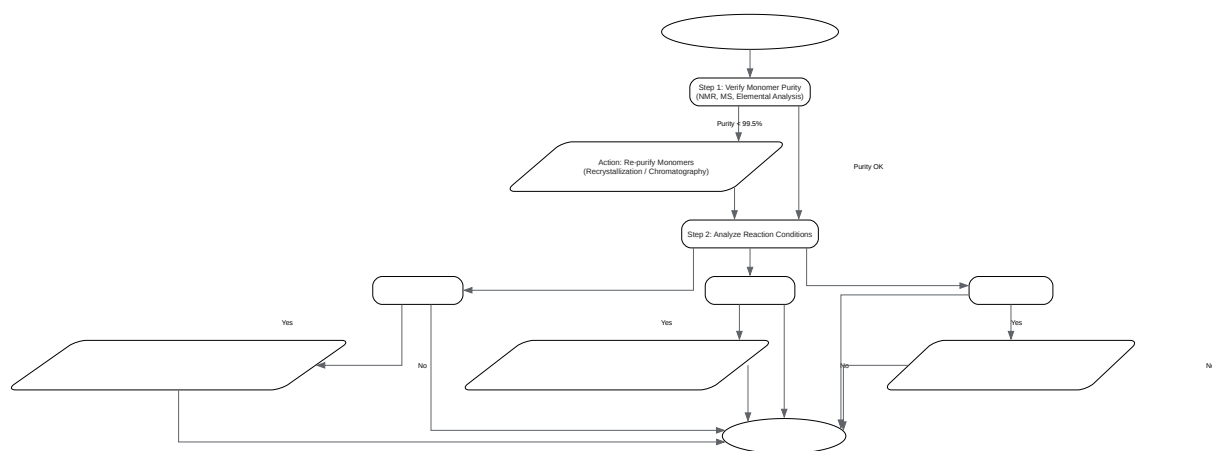 Step 1: Verify Monomer Purity
(NMR, MS, Elemental Analysis)
Purity < 99.5%
Action: Re-purify Monomers
(Recrystallization / Chromatography)
Purity OK
Step 2: Analyze Reaction Conditions
Yes
Yes
Yes
No
No